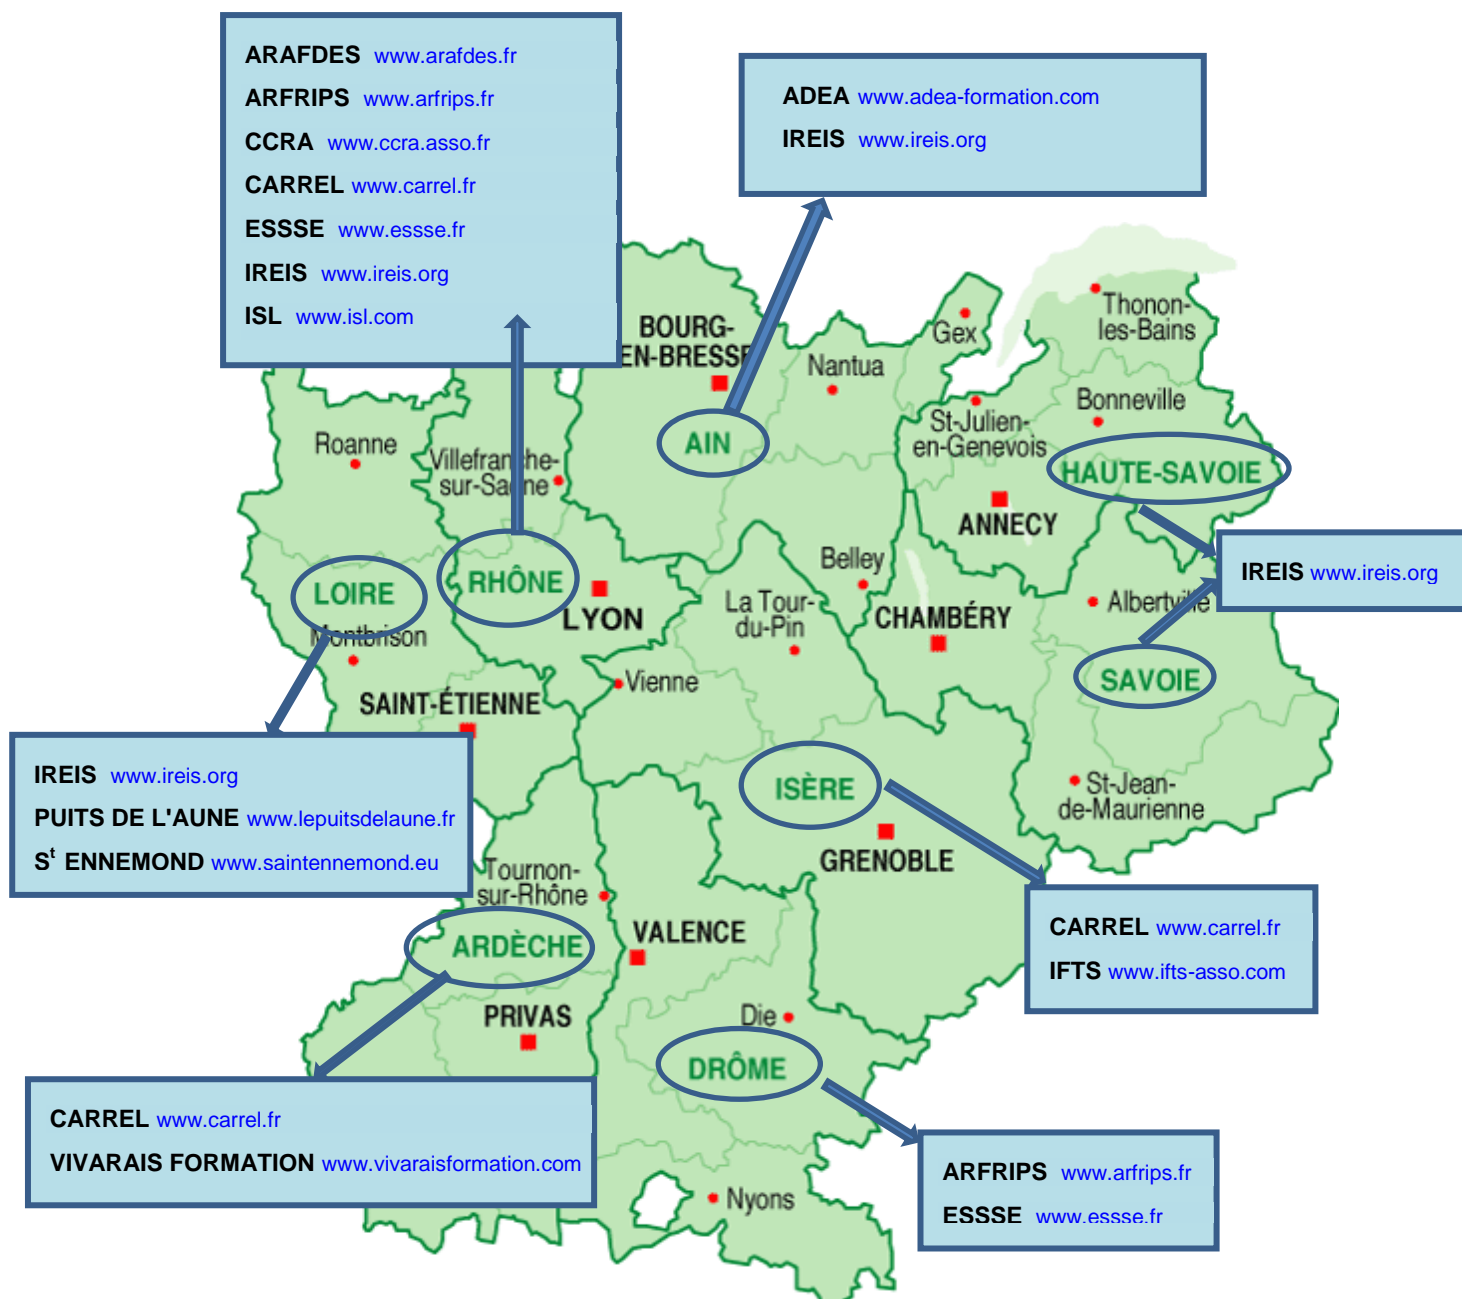 ARAFDES www.arafdes.fr
ARFRIPS www.arfrips.fr
CCRA www.ccra.asso.fr
CARREL www.carrel.fr
ESSSE www.essse.fr
IREIS www.ireis.org
ISL www.isl.com
ADEA www.adea-formation.com
IREIS www.ireis.org
BOURG-
EN-BRESSE
Nantua
Gex
Thonon-
les-Bains
St-Julien-
en-Genevois
Bonneville
Roanne
Villefranche-
sur-Saône
AIN
HAUTE-SAVOIE
ANNECY
IREIS www.ireis.org
LOIRE
RHÔNE
LYON
Belley
La Tour-
du-Pin
CHAMBÉRY
Albertville
Montbrison
SAVOIE
SAINT-ÉTIENNE
Vienne
IREIS www.ireis.org
PUITS DE L'AUNE www.lepuitsdelaune.fr
St ENNEMOND www.saintennemond.eu
ISÈRE
St-Jean-
de-Maurienne
GRENOBLE
Tournon-
sur-Rhône
ARDÈCHE
VALENCE
CARREL www.carrel.fr
IFTS www.ifts-asso.com
PRIVAS
Die
DRÔME
CARREL www.carrel.fr
VIVARAIS FORMATION www.vivaraisformation.com
Nyons
ARFRIPS www.arfrips.fr
ESSSE www.essse.fr